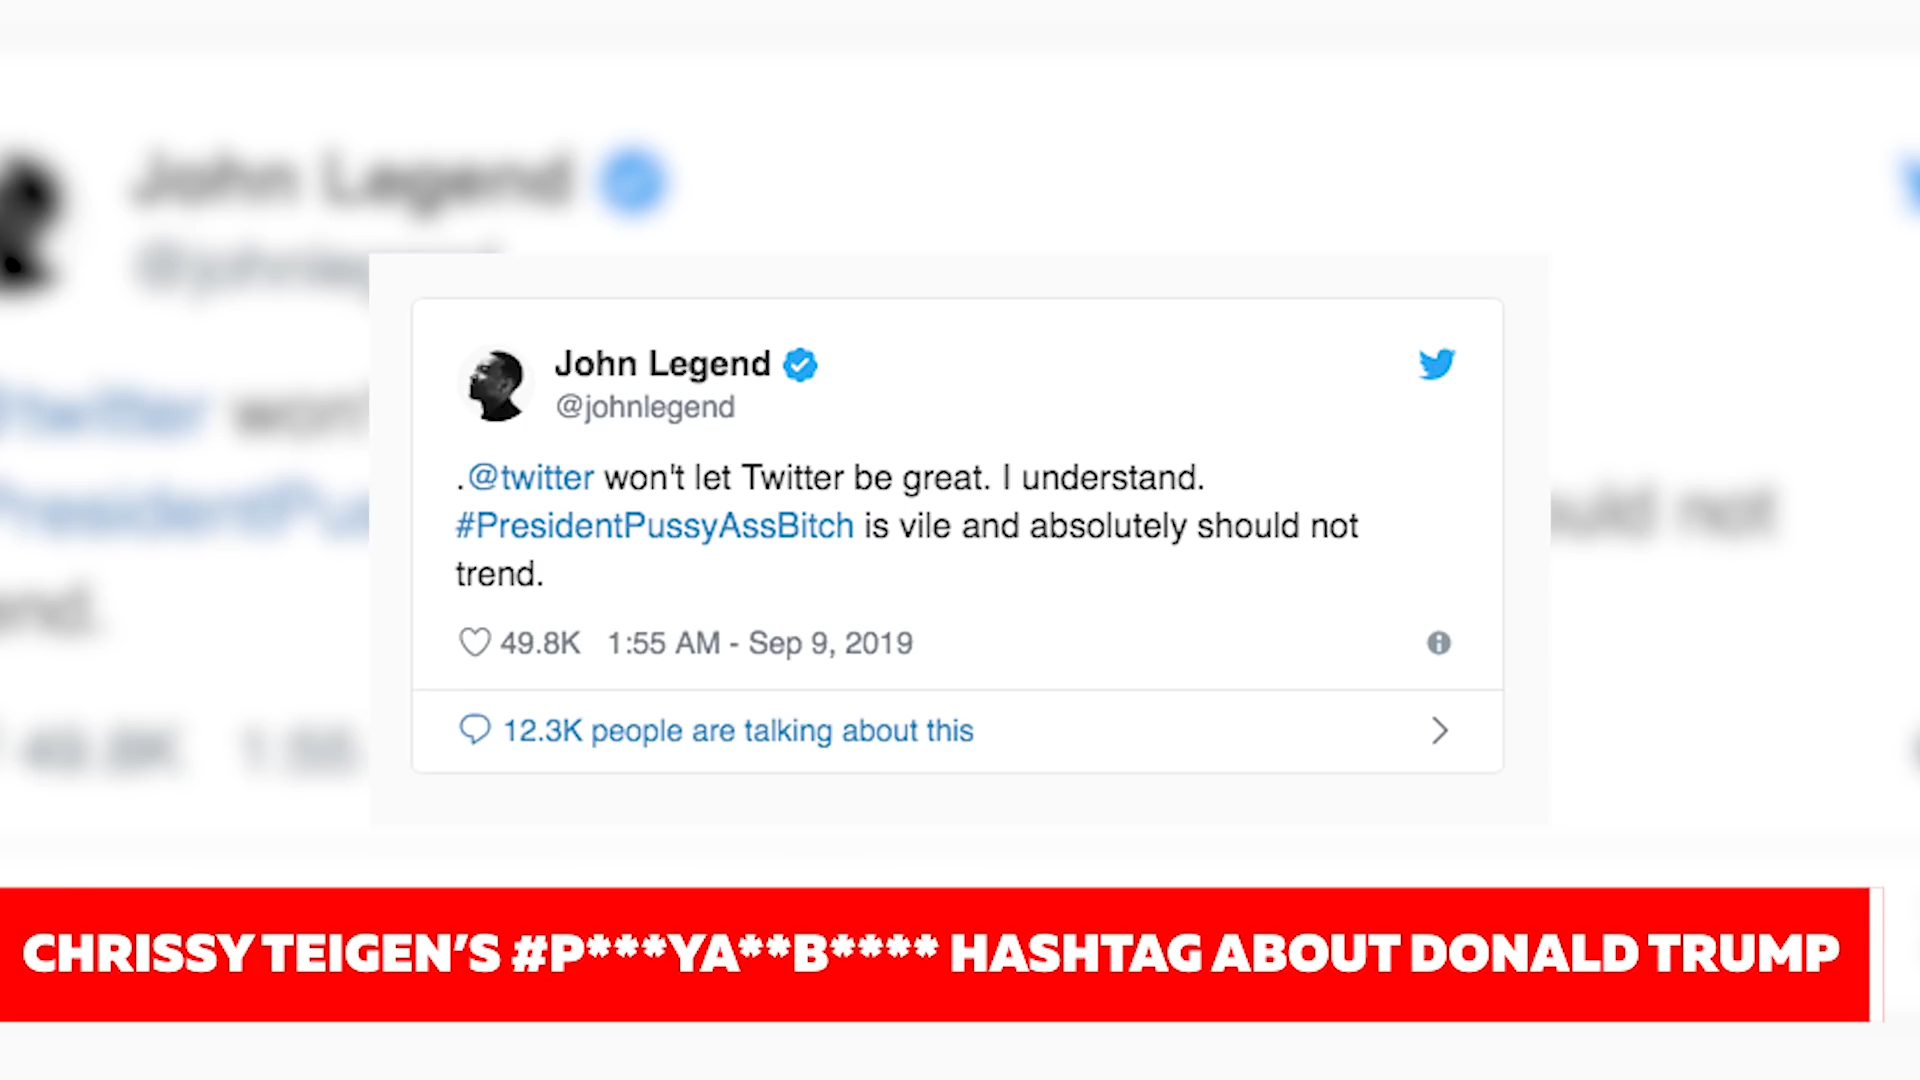 John Legend
@johnlegend
.@twitter won't let Twitter be great. I understand.
#PresidentPussyAssBitch is vile and absolutely should not
trend.
49.8K 1:55 AM - Sep 9, 2019
12.3K people are talking about this
CHRISSY TEIGEN'S #P***YA**B**** HASHTAG ABOUT DONALD TRUMP